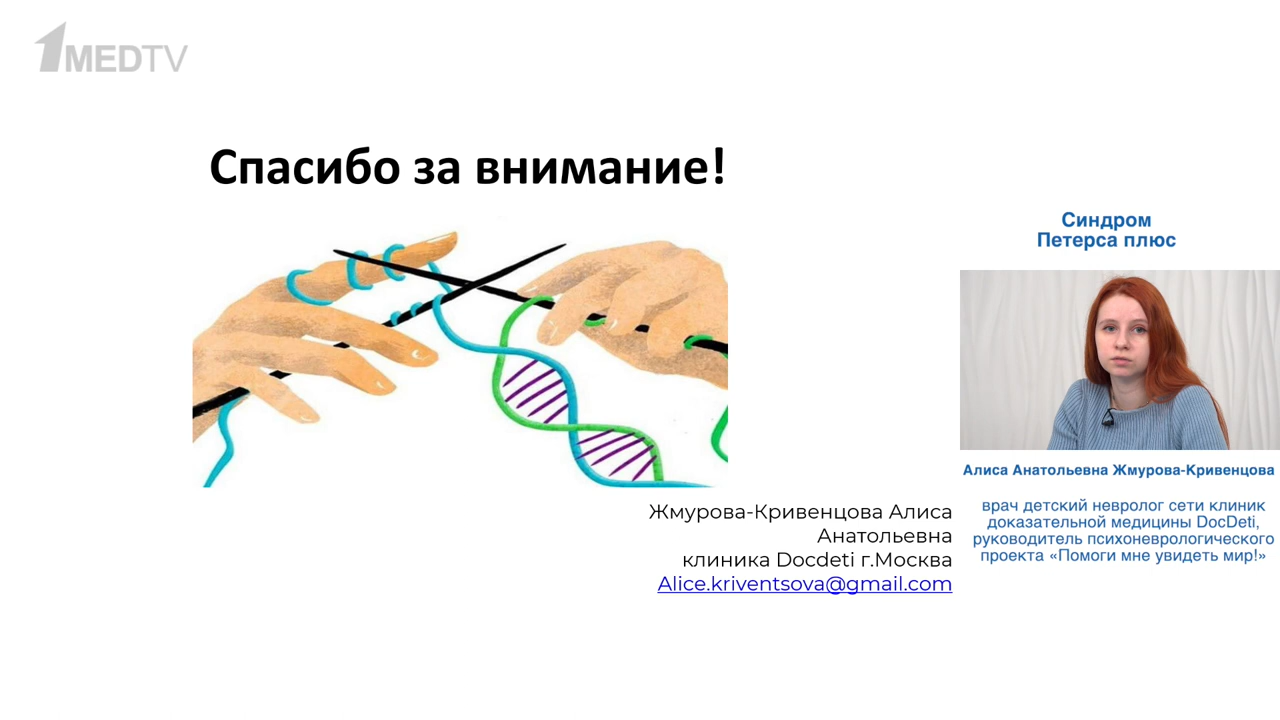 1MEDTV
Спасибо за внимание!
Синдром
Петерса плюс
Алиса Анатольевна Жмурова-Кривенцова
врач детский невролог сети клиник
доказательной медицины DocDeti,
руководитель психоневрологического
проекта «Помоги мне увидеть мир!»
Жмурова-Кривенцова Алиса
Анатольевна
клиника Docdeti г.Москва
Alice.kriventsova@gmail.com